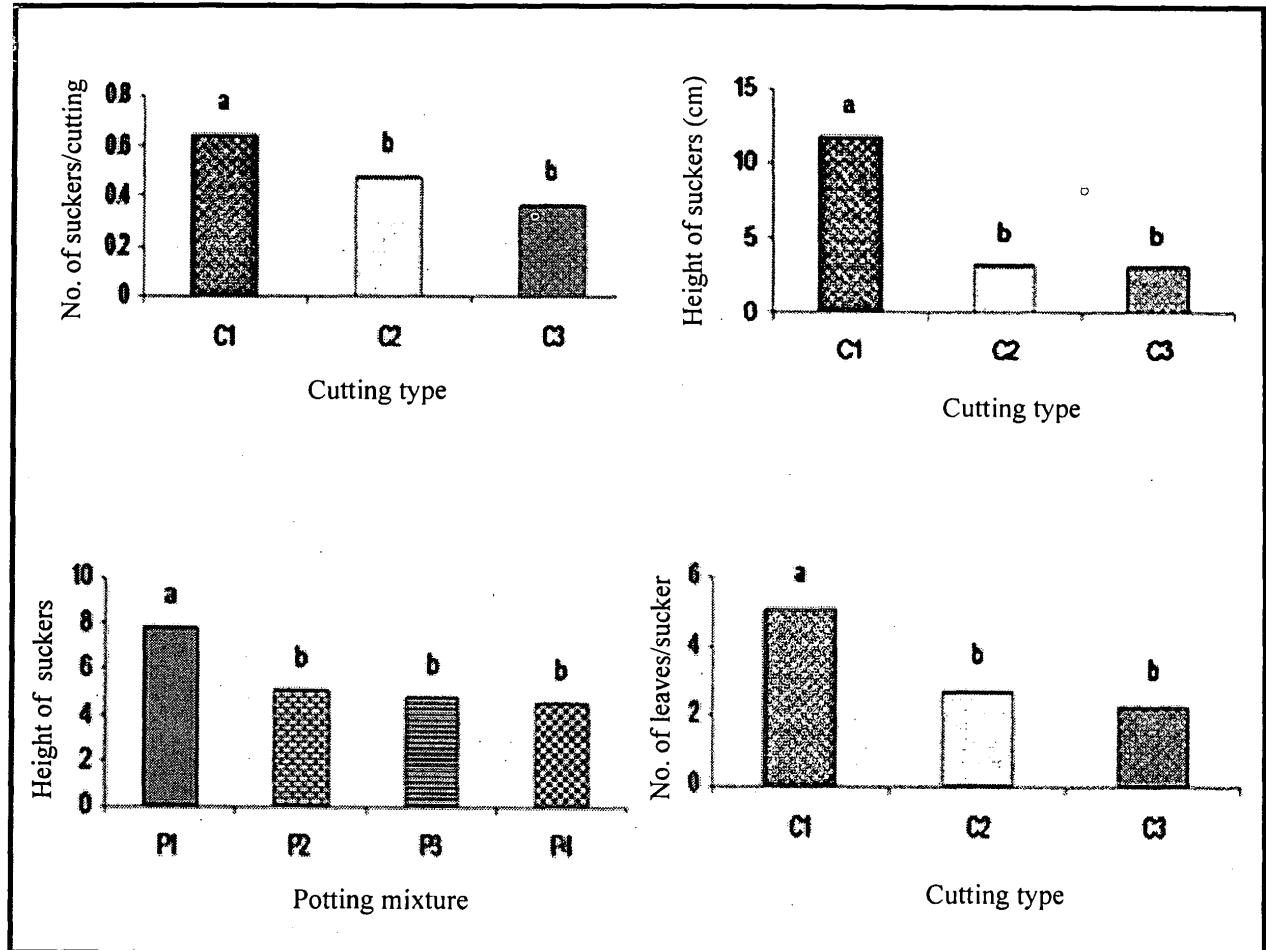 No. of suckers/cutting
0.8
0.6
0.4
0.2
0
a
b
b
C1
C2
C3
Cutting type
Height of suckers (cm)
15
10
5
0
a
b
b
C1
C2
C3
Cutting type
Height of suckers
10
8
6
4
2
0
a
b
b
b
P1
P2
P3
P4
Potting mixture
No. of leaves/sucker
6
4
2
0
a
b
b
C1
C2
C3
Cutting type